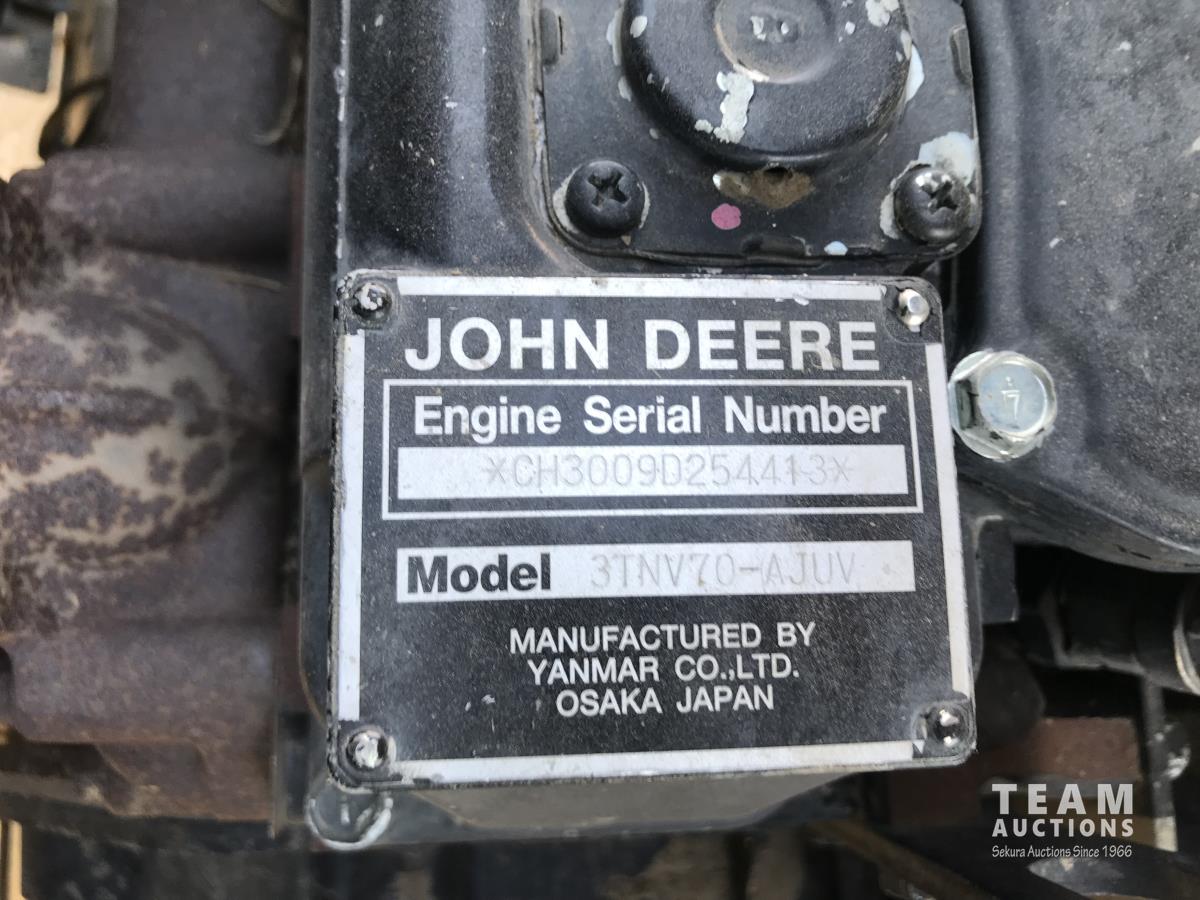 JOHN DEERE
Engine Serial Number
*CH3009D254413*
Model 3TNV70-AJUV
MANUFACTURED BY
YANMAR CO.,LTD.
OSAKA JAPAN
7
TEAM
AUCTIONS
Sekura Auctions Since 1966